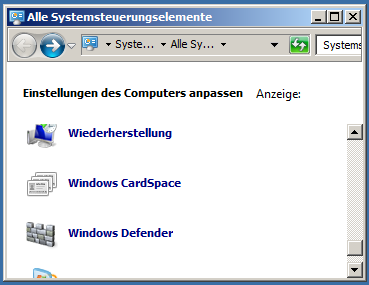 Alle Systemsteuerungselemente
Syste... Alle Sy... Systems
Einstellungen des Computers anpassen Anzeige:
Wiederherstellung
Windows CardSpace
Windows Defender